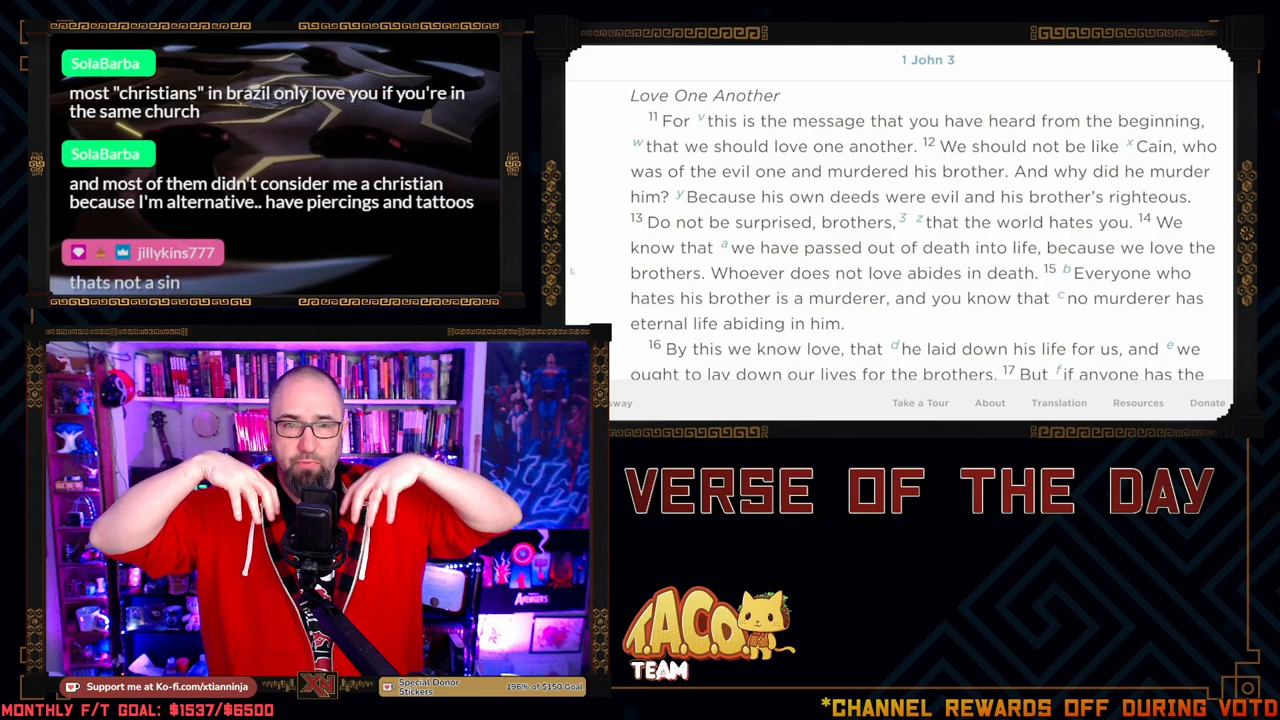 SolaBarba
most "christians" in brazil only love you if you're in
the same church
SolaBarba
and most of them didn't consider me a christian
because I'm alternative.. have piercings and tattoos
jillykins777
thats not a sin
1 John 3
Love One Another
11 For v this is the message that you have heard from the beginning,
w that we should love one another. 12 We should not be like x Cain, who
was of the evil one and murdered his brother. And why did he murder
him? y Because his own deeds were evil and his brother's righteous.
13 Do not be surprised, brothers,3 z that the world hates you. 14 We
know that a we have passed out of death into life, because we love the
brothers. Whoever does not love abides in death. 15 b Everyone who
hates his brother is a murderer, and you know that c no murderer has
eternal life abiding in him.
16 By this we know love, that d he laid down his life for us, and e we
ought to lay down our lives for the brothers. 17 But f if anyone has the
away
Take a Tour
About
Translation
Resources
Donate
AVENGERS
VERSE OF THE DAY
T.A.C.O.
TEAM
Support me at Ko-fi.com/xtianninja
XN
Special Donor
Stickers
196% of $150 Goal
MONTHLY F/T GOAL: $1537/$6500
*CHANNEL REWARDS OFF DURING VOTD